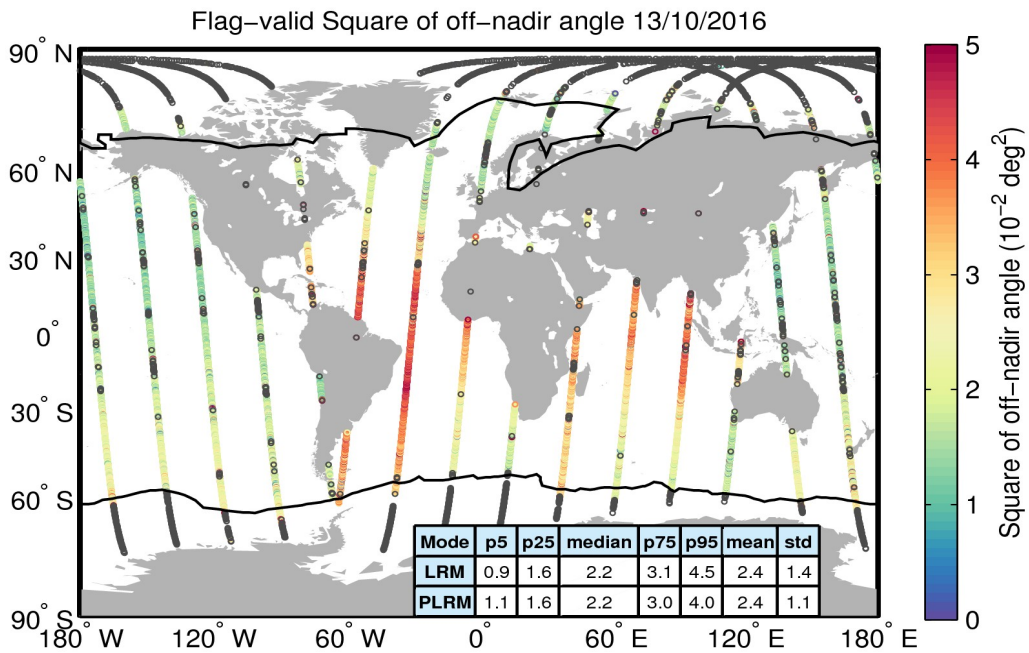 Flag−valid Square of off−nadir angle 13/10/2016
90° N
60° N
30° N
0°
30° S
60° S
90° S
180° W
120° W
60° W
0°
60° E
120° E
180° E
Mode p5 p25 median p75 p95 mean std
LRM 0.9 1.6 2.2 3.1 4.5 2.4 1.4
PLRM 1.1 1.6 2.2 3.0 4.0 2.4 1.1
5
4
3
2
1
0
Square of off−nadir angle (10⁻² deg²)